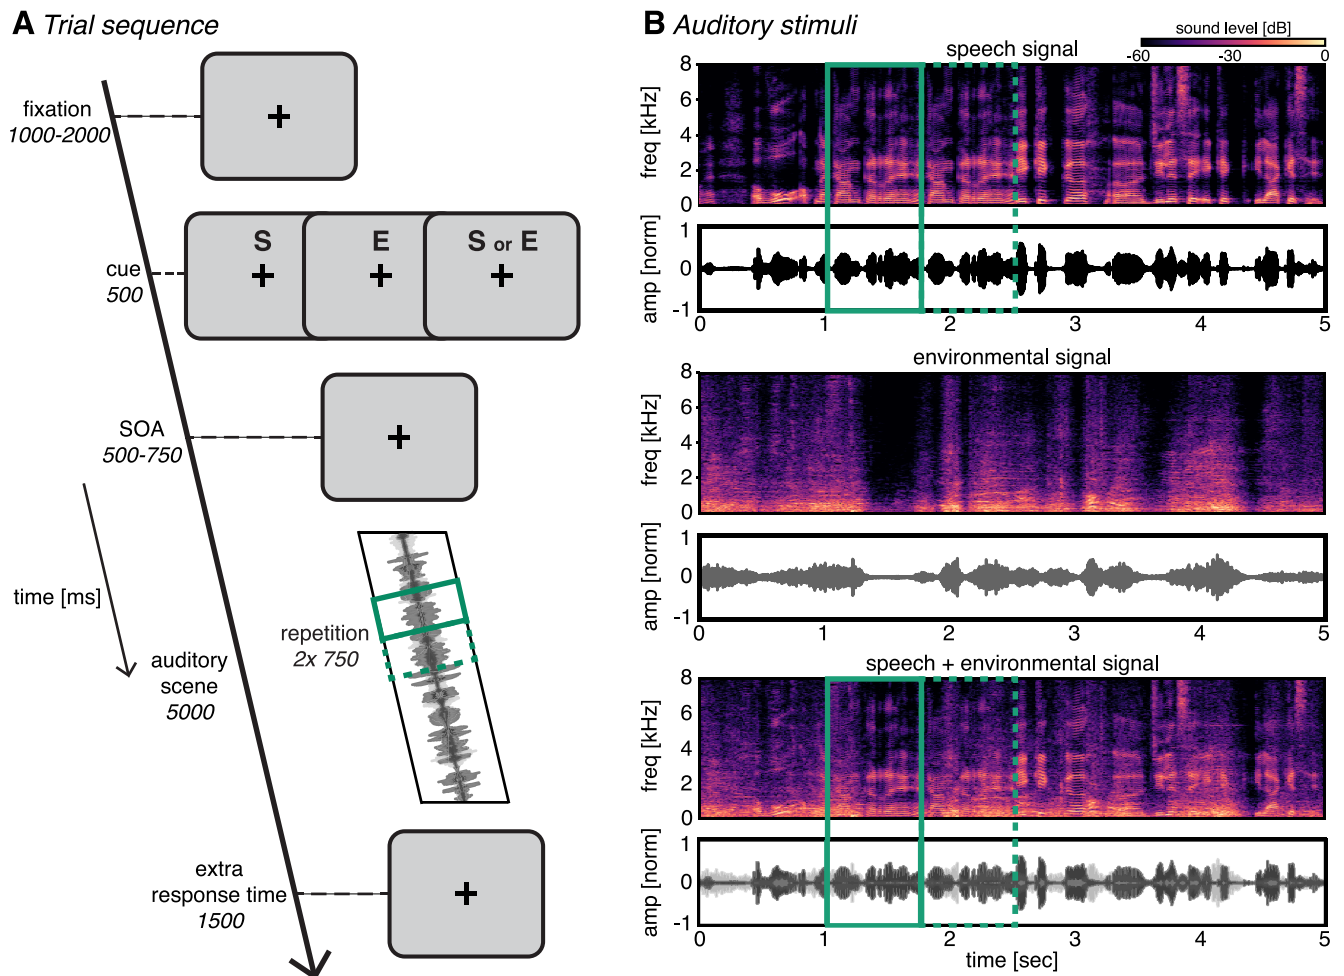 A Trial sequence
fixation
1000-2000
cue
500
S
E
S or E
SOA
500-750
time [ms]
repetition
2x 750
auditory
scene
5000
extra
response time
1500
B Auditory stimuli
sound level [dB]
-60
-30
0
speech signal
freq [kHz]
8
6
4
2
0
amp [norm]
1
0
-1
0
1
2
3
4
5
environmental signal
freq [kHz]
8
6
4
2
0
amp [norm]
1
0
-1
0
1
2
3
4
5
speech + environmental signal
freq [kHz]
8
6
4
2
0
amp [norm]
1
0
-1
0
1
2
3
4
5
time [sec]